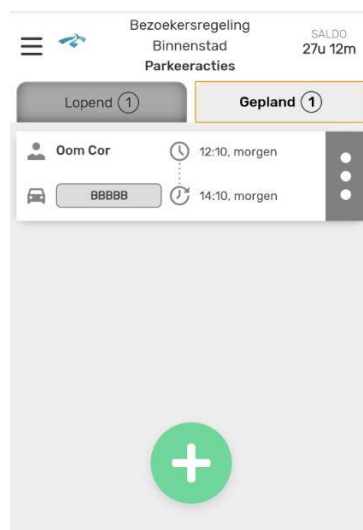 Bezoekersregeling
Binnenstad
Parkeeracties
SALDO
27u 12m
Lopend 1
Gepland 1
Oom Cor
12:10, morgen
BBBBB
14:10, morgen